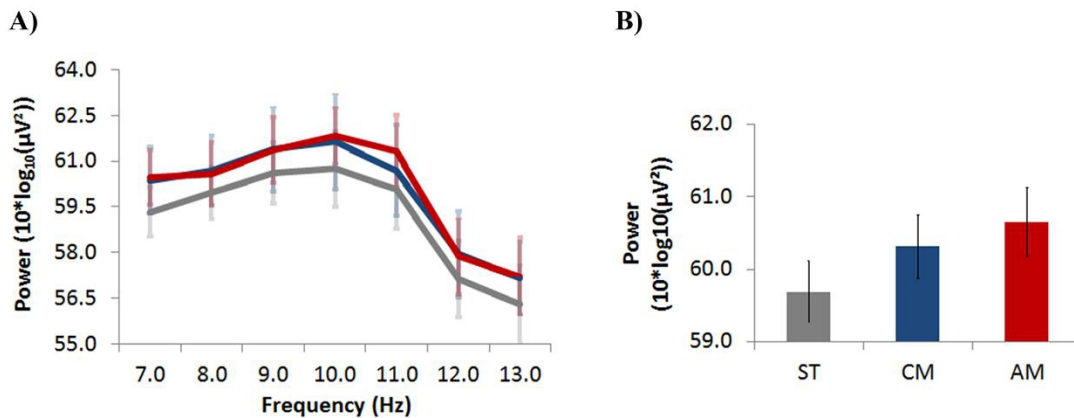 A)
Power (10*log₁₀(µV²))
64.0
62.5
61.0
59.5
58.0
56.5
55.0
7.0 8.0 9.0 10.0 11.0 12.0 13.0
Frequency (Hz)
B)
Power
(10*log10(µV²))
62.0
61.0
60.0
59.0
ST CM AM